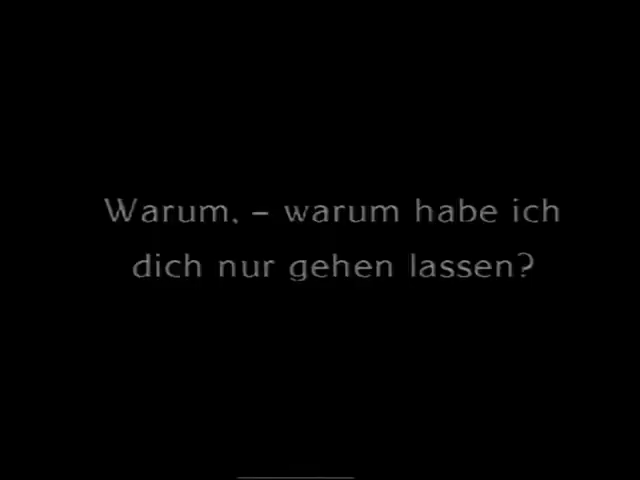 Warum, – warum habe ich
dich nur gehen lassen?